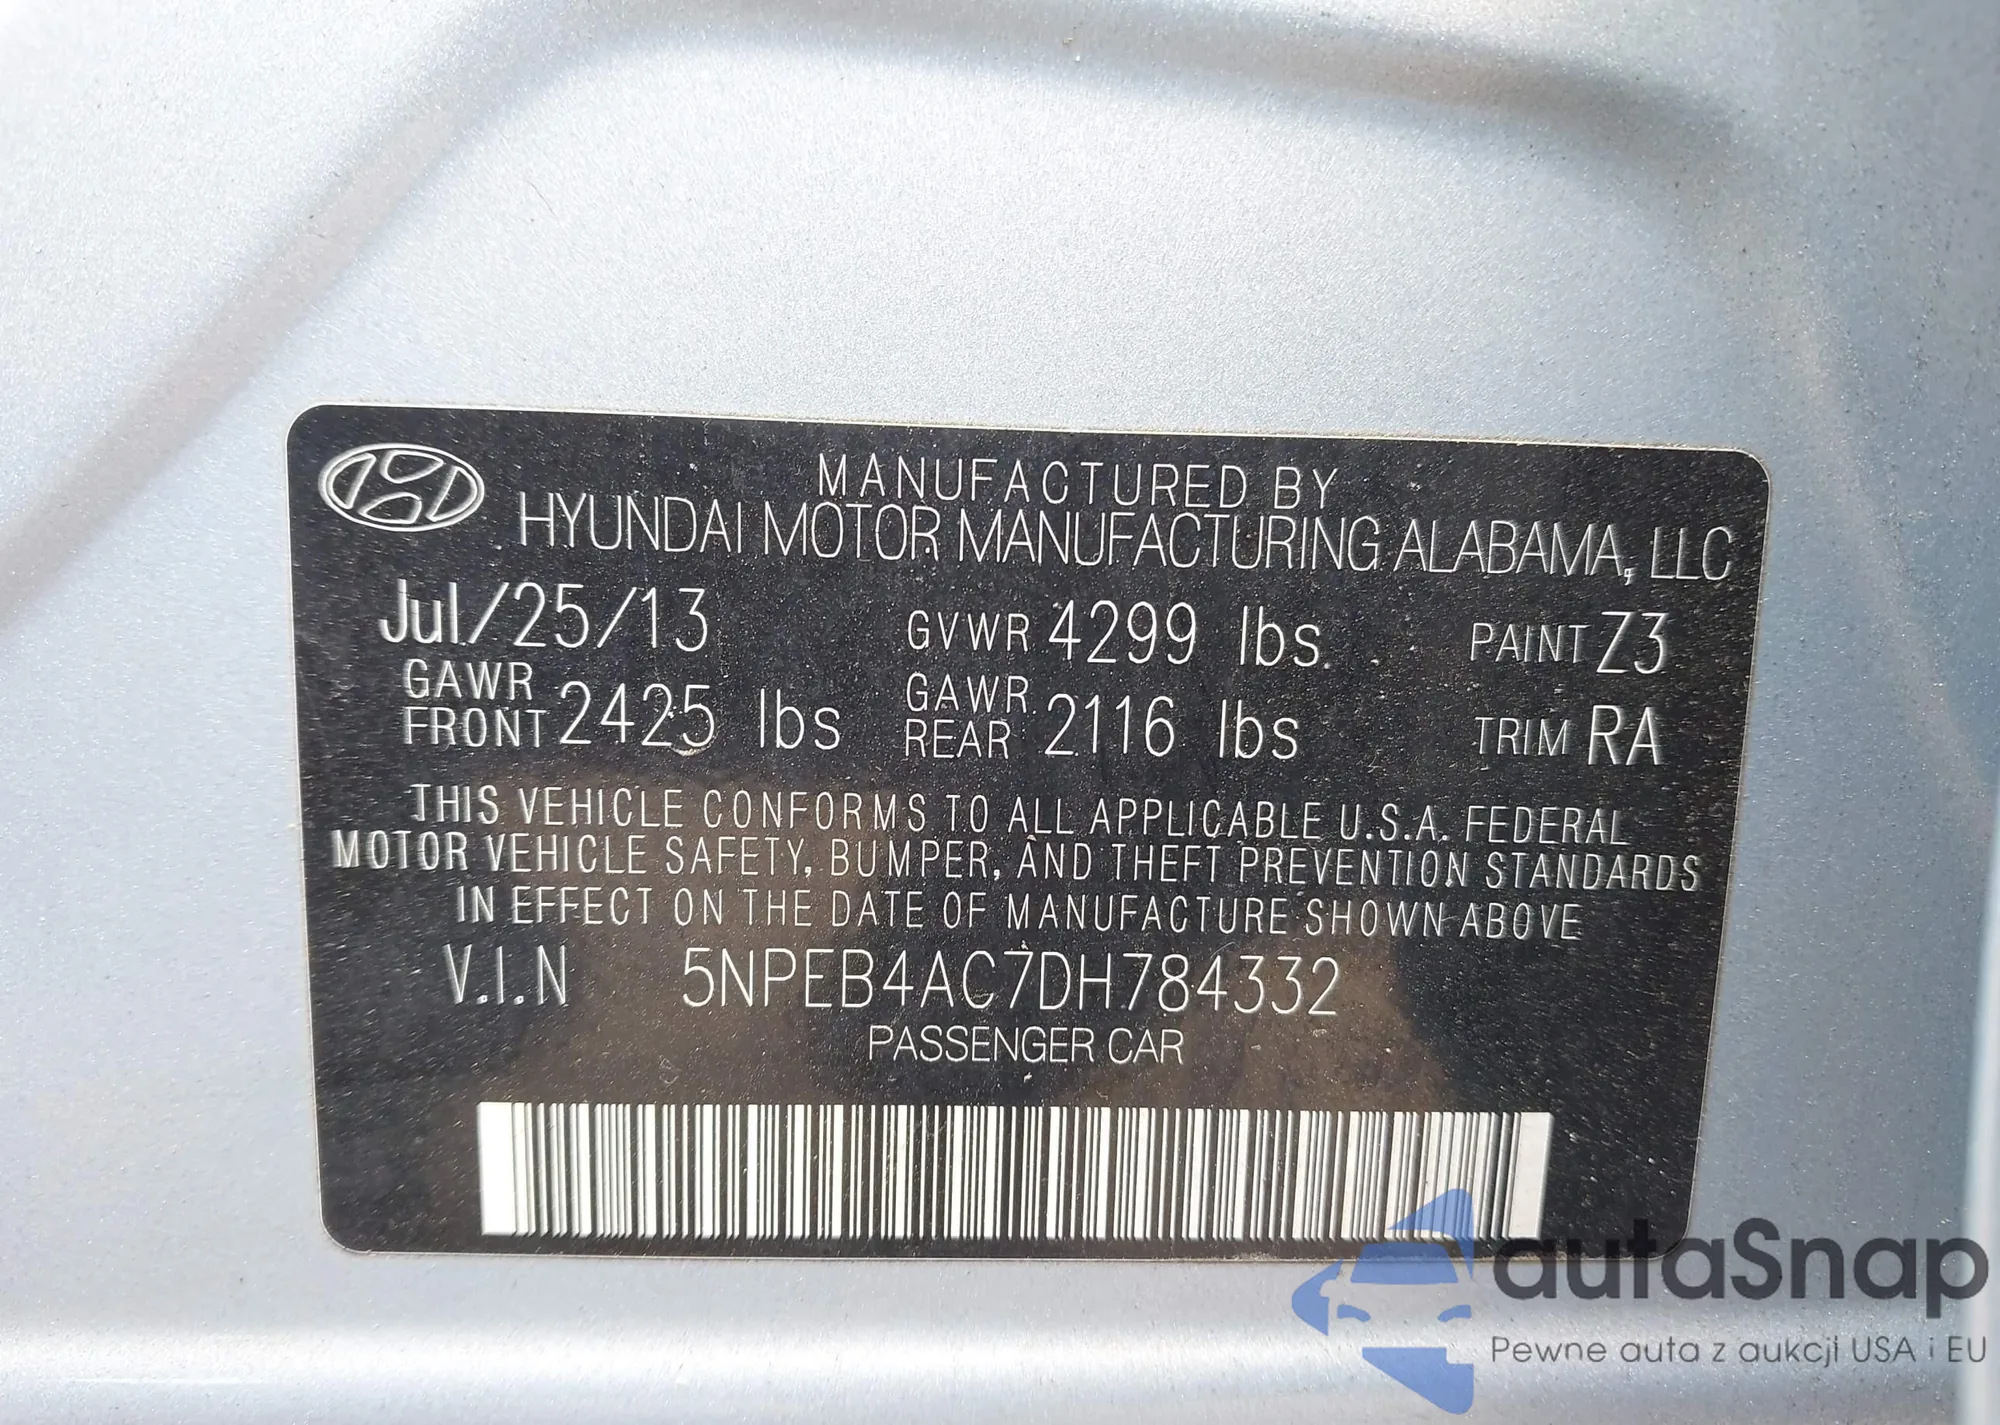 MANUFACTURED BY
HYUNDAI MOTOR MANUFACTURING ALABAMA, LLC
Jul/25/13 GVWR 4299 lbs. PAINT Z3
GAWR FRONT 2425 lbs GAWR REAR 2116 lbs TRIM RA
THIS VEHICLE CONFORMS TO ALL APPLICABLE U.S.A. FEDERAL
MOTOR VEHICLE SAFETY, BUMPER, AND THEFT PREVENTION STANDARDS
IN EFFECT ON THE DATE OF MANUFACTURE SHOWN ABOVE
V.I.N 5NPEB4AC7DH784332
PASSENGER CAR
autaSnap
Pewne auta z aukcji USA i EU